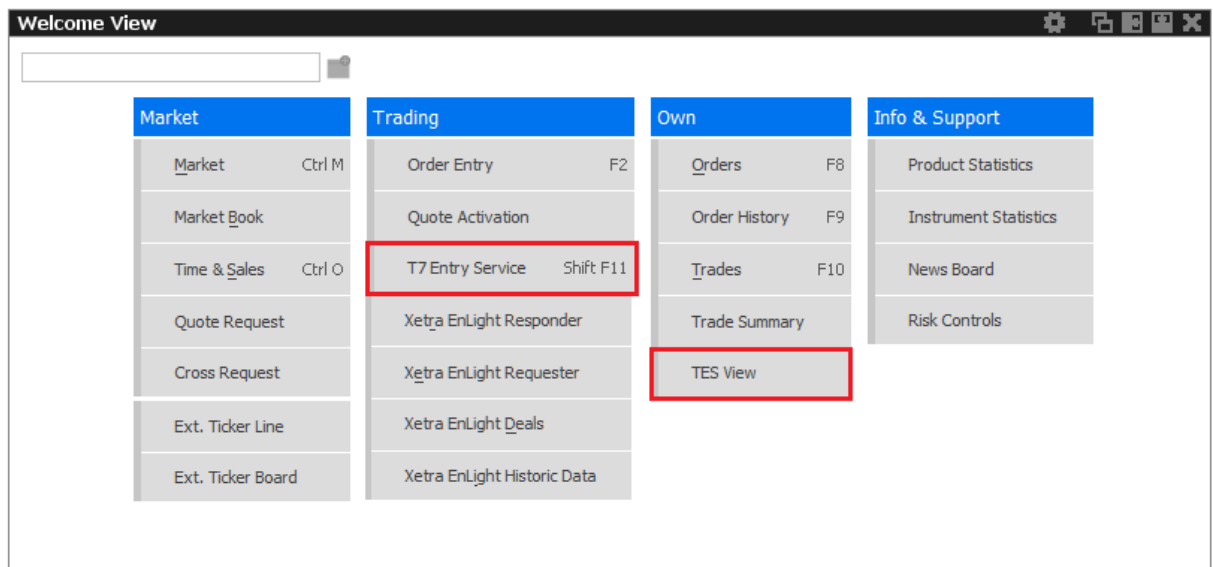 Welcome View
Market
Market Ctrl M
Market Book
Time & Sales Ctrl O
Quote Request
Cross Request
Ext. Ticker Line
Ext. Ticker Board
Trading
Order Entry F2
Quote Activation
T7 Entry Service Shift F11
Xetra EnLight Responder
Xetra EnLight Requester
Xetra EnLight Deals
Xetra EnLight Historic Data
Own
Orders F8
Order History F9
Trades F10
Trade Summary
TES View
Info & Support
Product Statistics
Instrument Statistics
News Board
Risk Controls